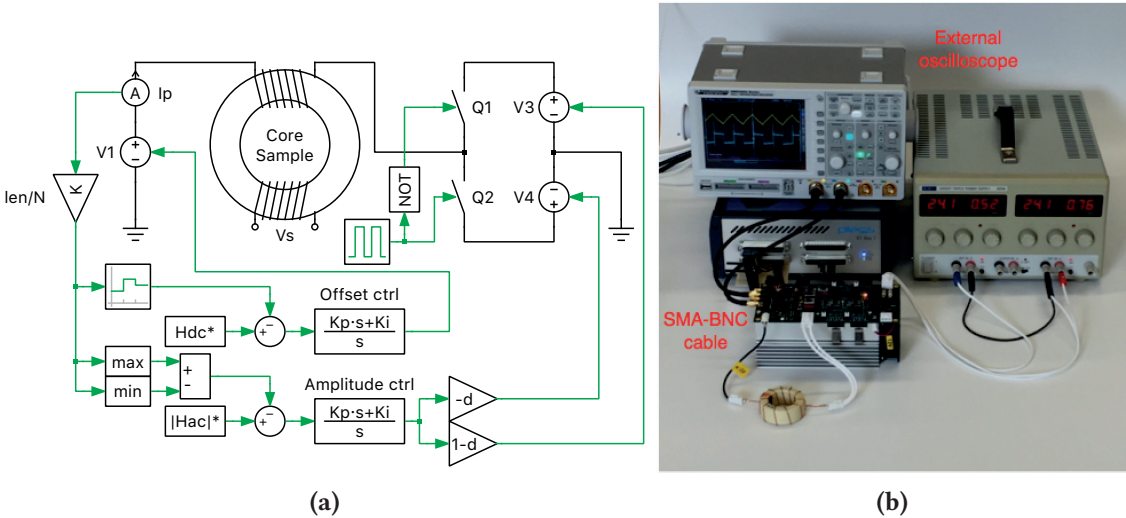 A
Ip
V1
K
len/N
Core
Sample
Vs
NOT
Q1
Q2
V3
V4
Offset ctrl
Hdc*
Kp·s+Ki
s
max
min
Amplitude ctrl
|Hac|*
Kp·s+Ki
s
-d
1-d
(a)
External
oscilloscope
plexs
24.1 0.52 24.1 0.76
SMA-BNC
cable
(b)